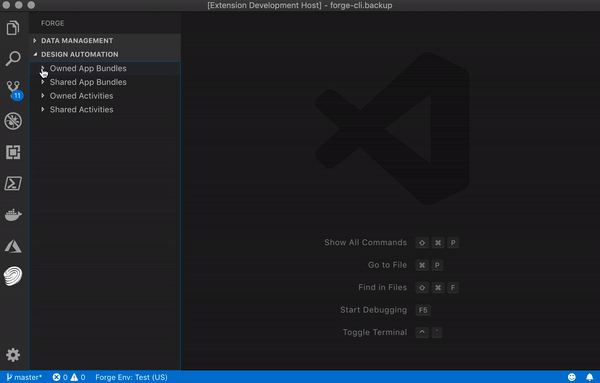 [Extension Development Host] - forge-cli.backup
FORGE
DATA MANAGEMENT
DESIGN AUTOMATION
Owned App Bundles
Shared App Bundles
Owned Activities
Shared Activities
11
Show All Commands ⇧ ⌘ P
Go to File ⌘ P
Find in Files ⇧ ⌘ F
Start Debugging F5
Toggle Terminal ^ `
master* 0 0 Forge Env: Test (US)